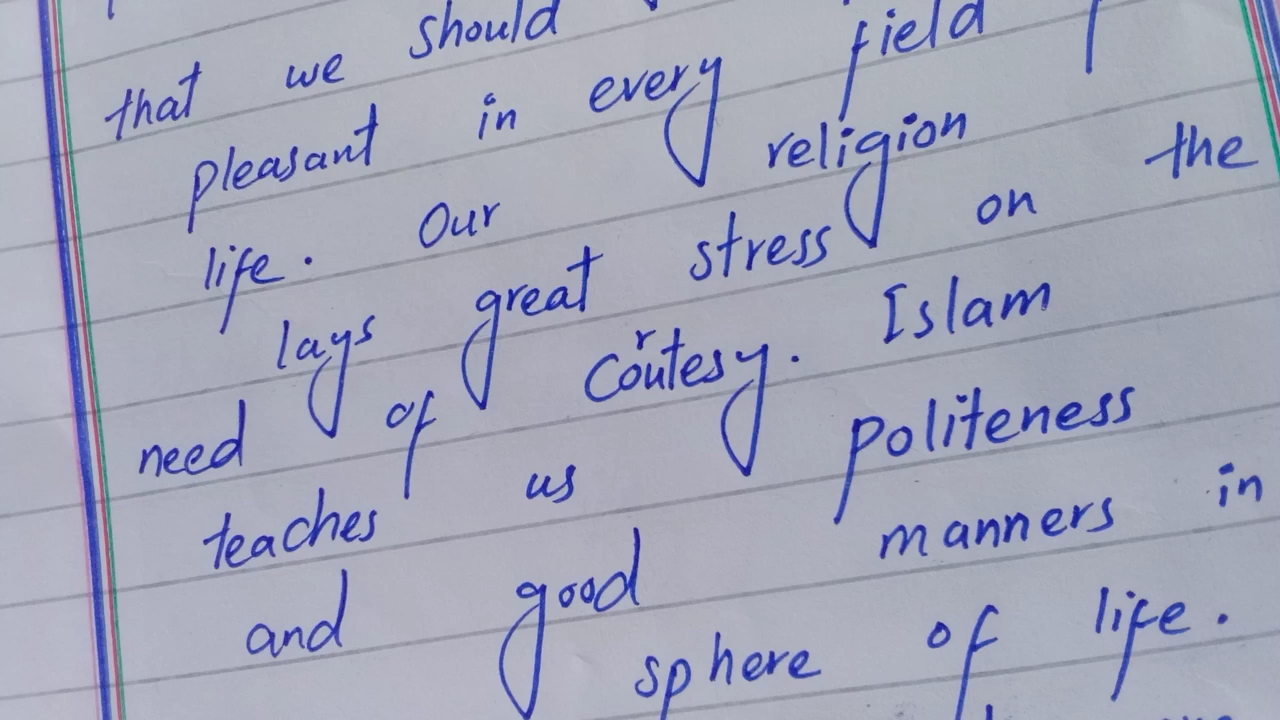 that we should
pleasant in every field
life. Our religion
lays great stress on the
need of Courtesy. Islam
teaches us politeness
and good manners in
sphere of life.